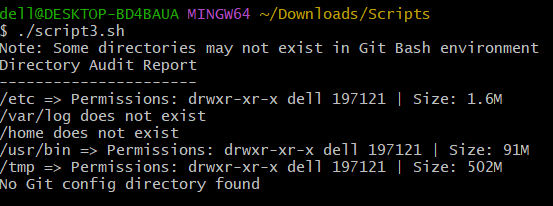 dell@DESKTOP-BD4BAUA MINGW64 ~/Downloads/Scripts
$ ./script3.sh
Note: Some directories may not exist in Git Bash environment
Directory Audit Report
----------------------
/etc => Permissions: drwxr-xr-x dell 197121 | Size: 1.6M
/var/log does not exist
/home does not exist
/usr/bin => Permissions: drwxr-xr-x dell 197121 | Size: 91M
/tmp => Permissions: drwxr-xr-x dell 197121 | Size: 502M
No Git config directory found